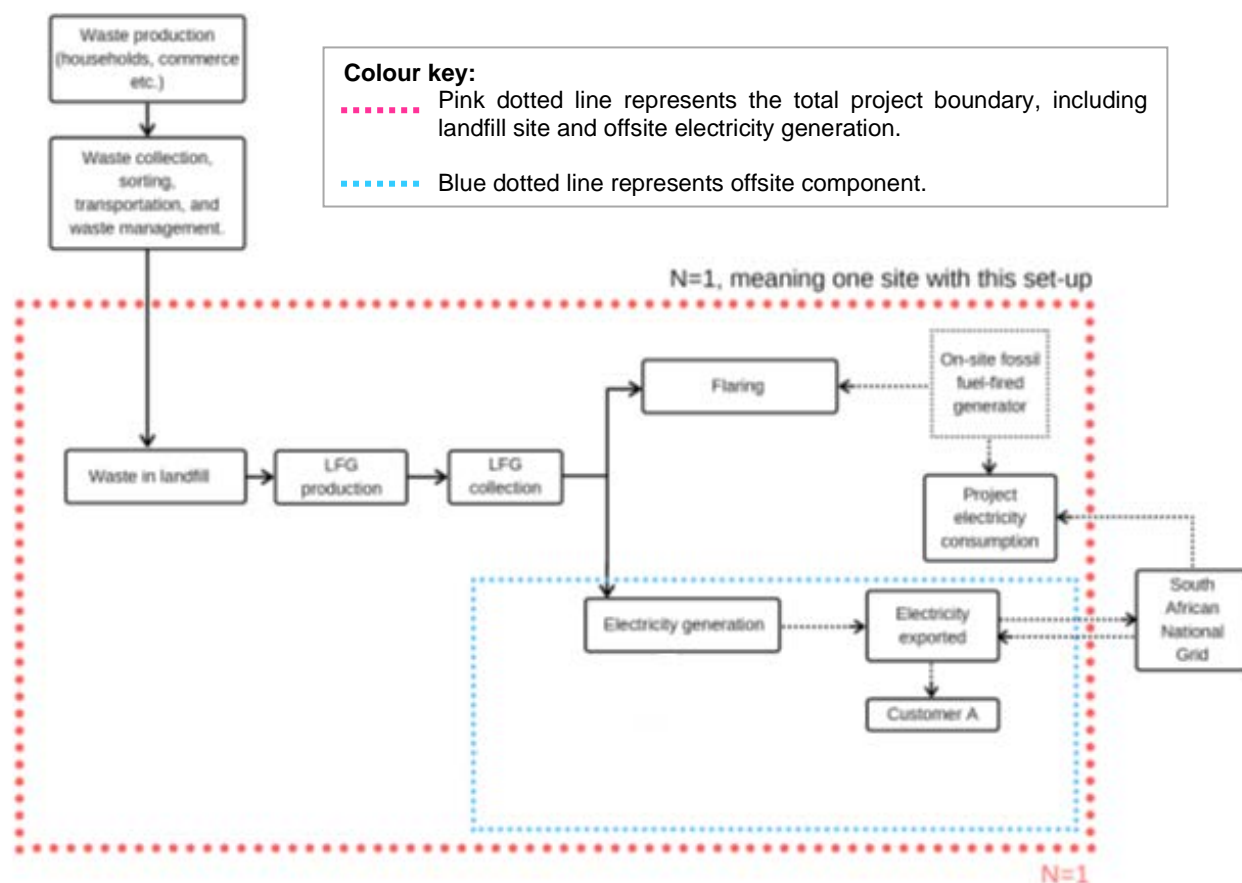 Waste production
(households, commerce
etc.)
Colour key:
Pink dotted line represents the total project boundary, including
landfill site and offsite electricity generation.
Blue dotted line represents offsite component.
Waste collection,
sorting,
transportation, and
waste management.
N=1, meaning one site with this set-up
Flaring
On-site fossil
fuel-fired
generator
Waste in landfill
LFG
production
LFG
collection
Project
electricity
consumption
Electricity generation
Electricity
exported
South
African
National
Grid
Customer A
N=1